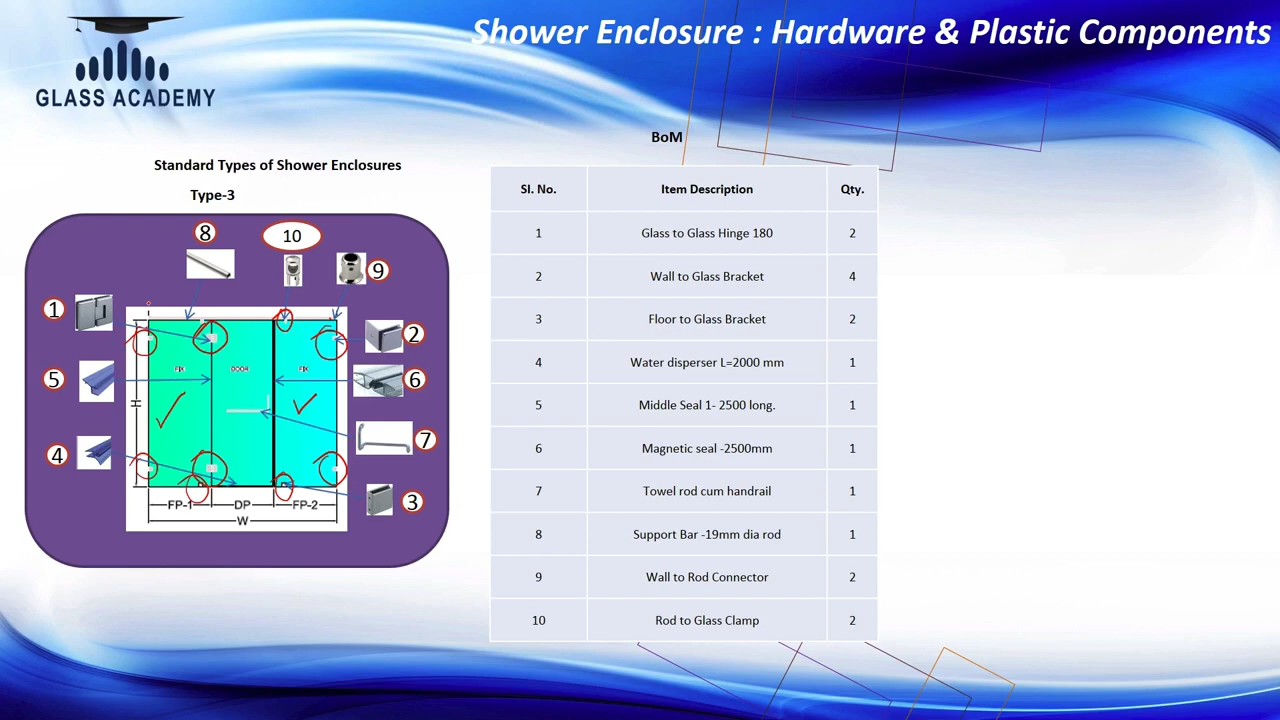 Shower Enclosure : Hardware & Plastic Components
GLASS ACADEMY
BoM
Standard Types of Shower Enclosures
Type-3
8
10
9
1
2
5
6
7
4
3
FIX
DOOR
FIX
H
FP-1
DP
FP-2
W
SI. No. Item Description Qty.
1 Glass to Glass Hinge 180 2
2 Wall to Glass Bracket 4
3 Floor to Glass Bracket 2
4 Water disperser L=2000 mm 1
5 Middle Seal 1- 2500 long. 1
6 Magnetic seal -2500mm 1
7 Towel rod cum handrail 1
8 Support Bar -19mm dia rod 1
9 Wall to Rod Connector 2
10 Rod to Glass Clamp 2